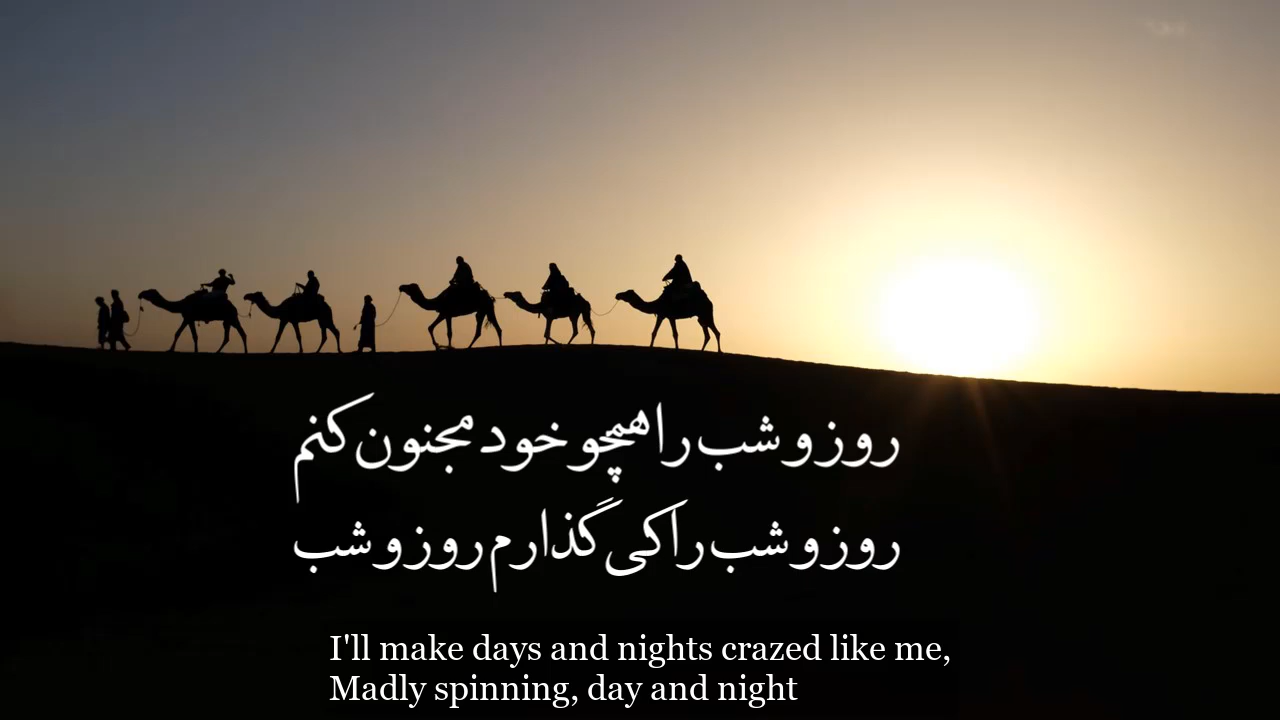 روز و شب را همچو خود مجنون کنم
روز و شب را کی گذارم روز و شب
I'll make days and nights crazed like me,
Madly spinning, day and night